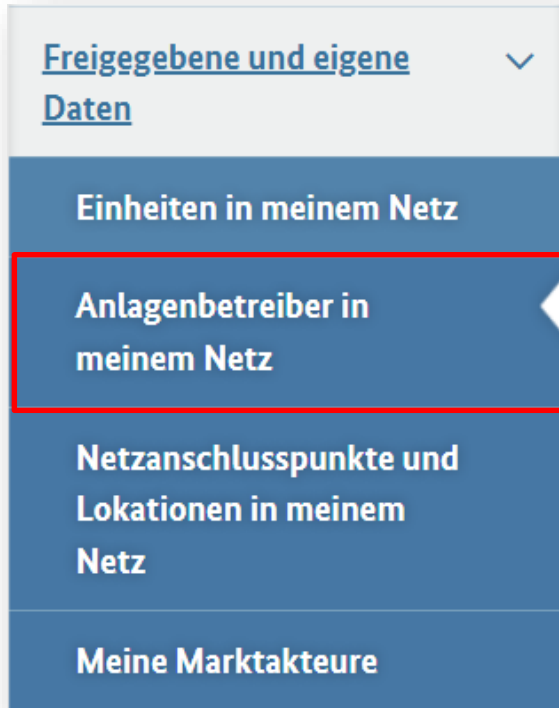 Freigegebene und eigene
Daten
Einheiten in meinem Netz
Anlagenbetreiber in
meinem Netz
Netzanschlusspunkte und
Lokationen in meinem
Netz
Meine Marktakteure